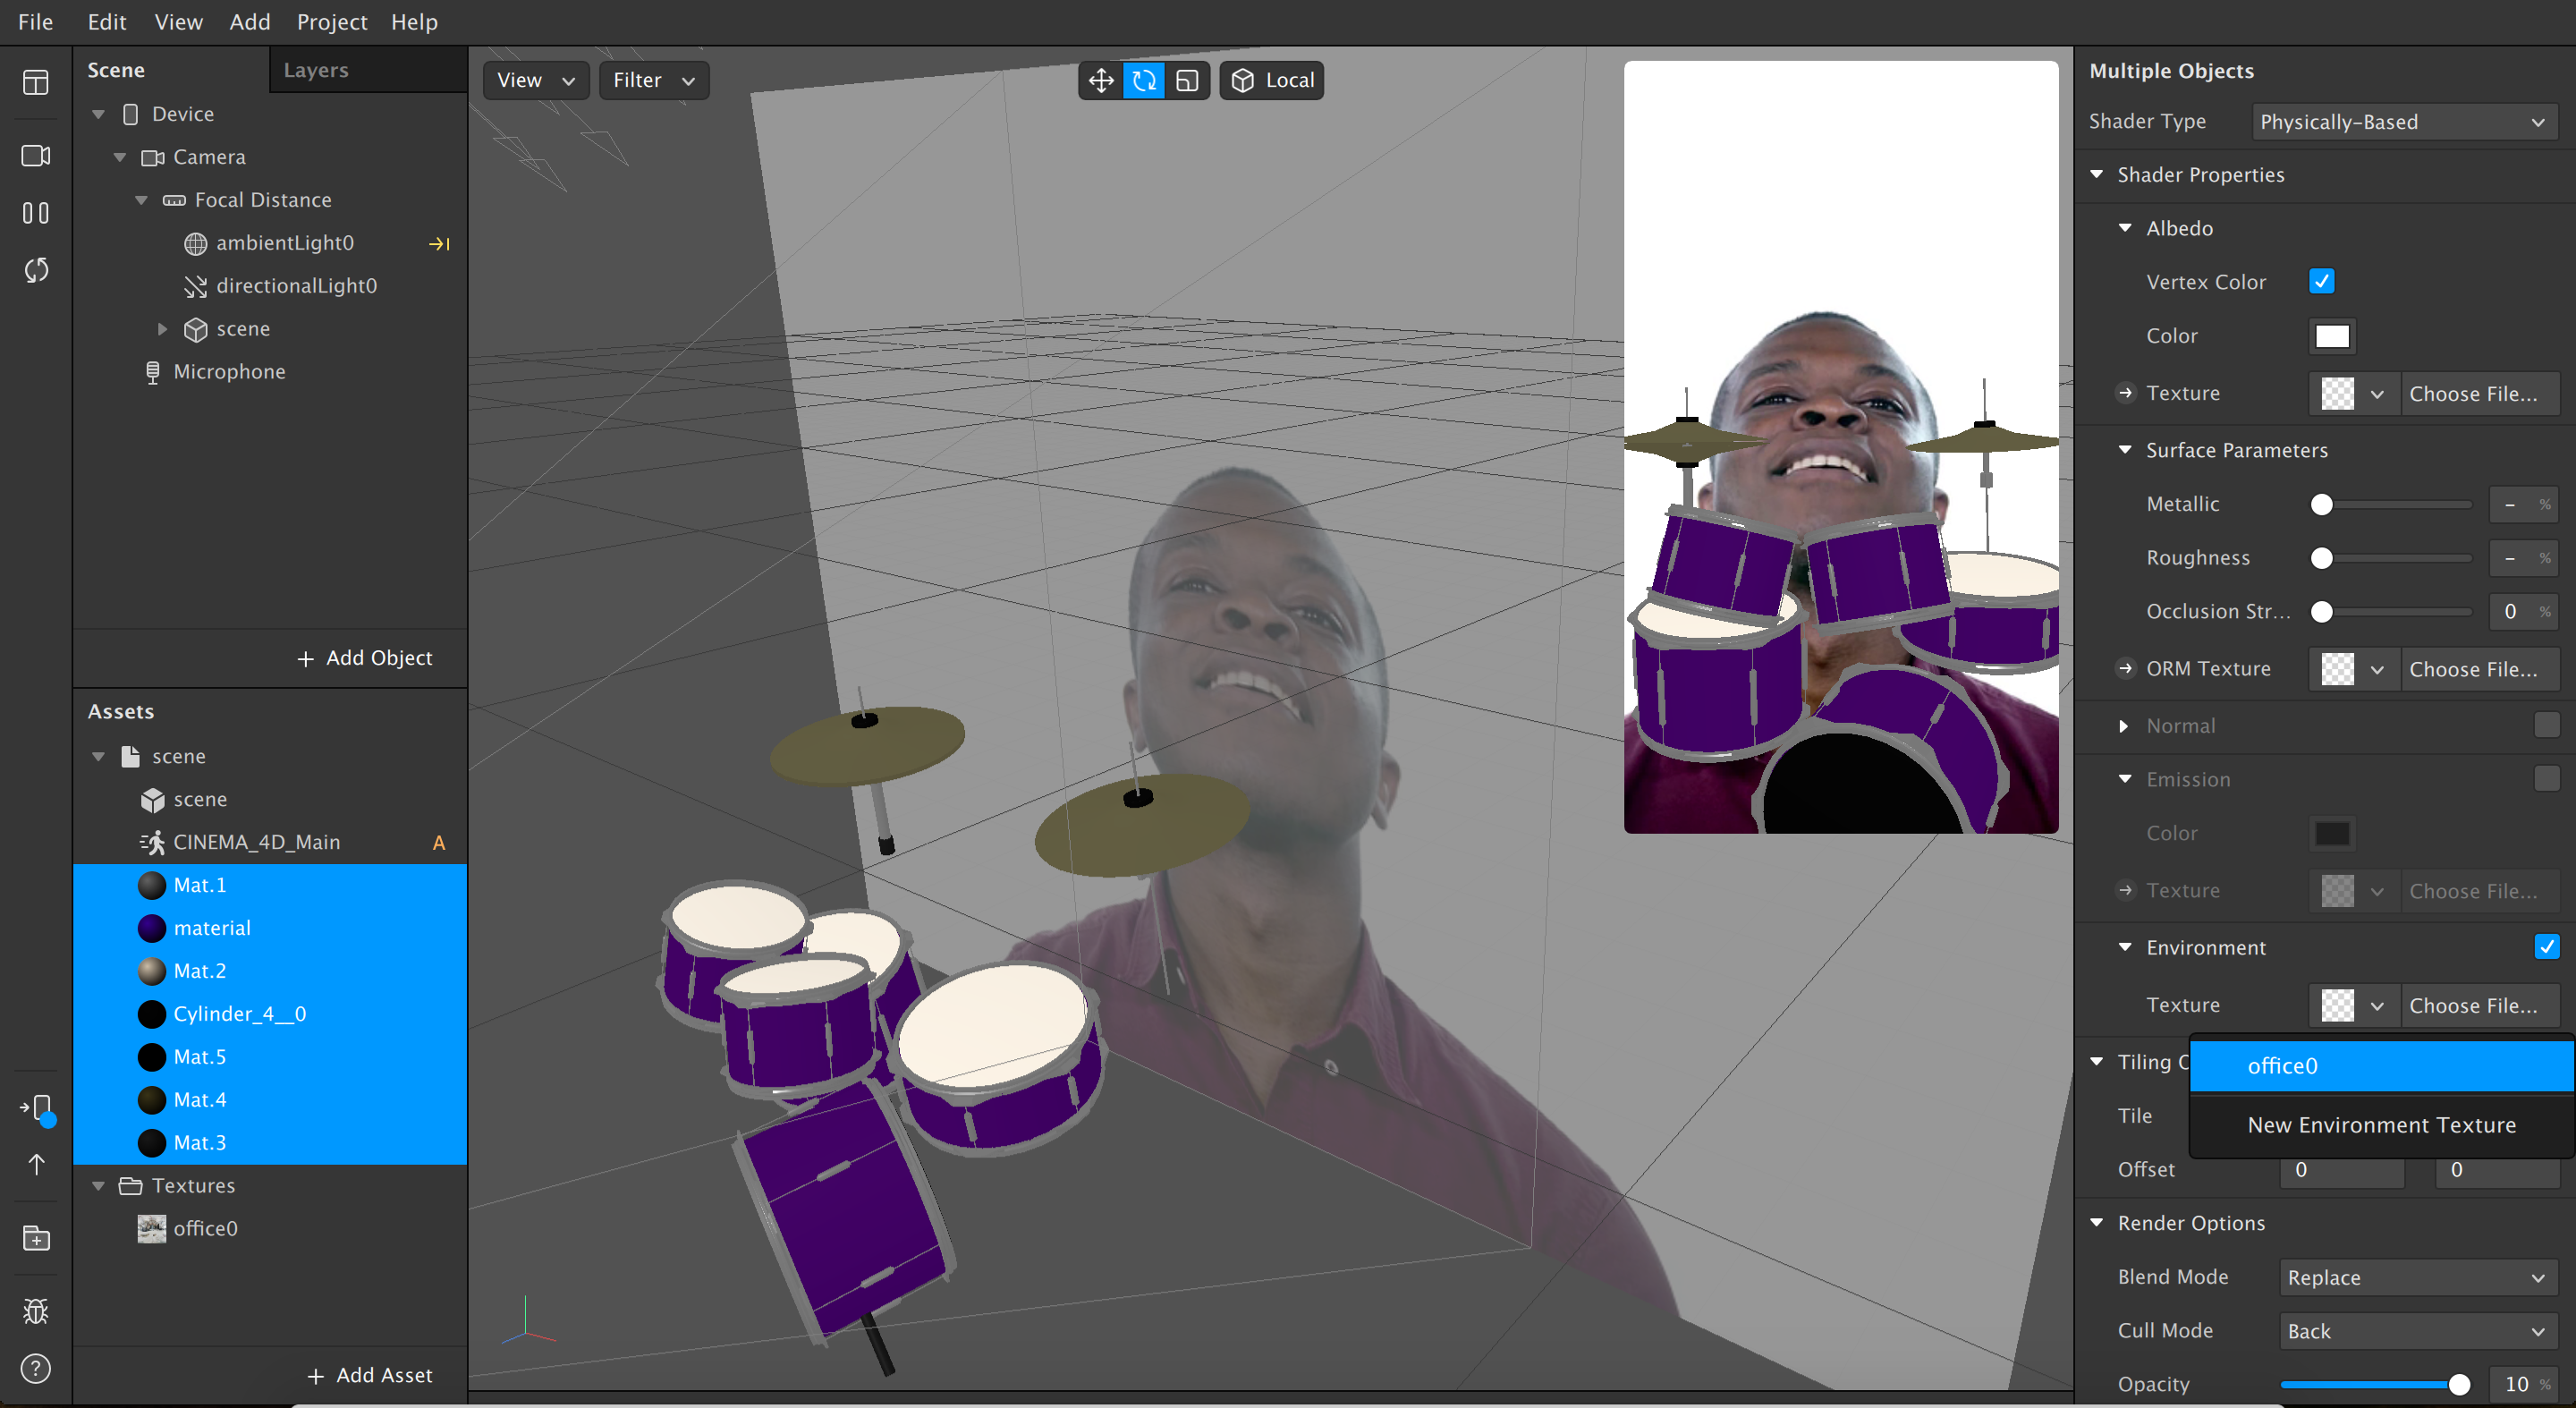 File Edit View Add Project Help
Scene Layers
Device
Camera
Focal Distance
ambientLight0
directionalLight0
scene
Microphone
+ Add Object
Assets
scene
scene
CINEMA_4D_Main A
Mat.1
material
Mat.2
Cylinder_4__0
Mat.5
Mat.4
Mat.3
Textures
office0
+ Add Asset
View Filter Local
Multiple Objects
Shader Type Physically-Based
Shader Properties
Albedo
Vertex Color
Color
Texture Choose File...
Surface Parameters
Metallic - %
Roughness - %
Occlusion Str... 0 %
ORM Texture Choose File...
Normal
Emission
Color
Texture Choose File...
Environment
Texture Choose File...
office0
New Environment Texture
Tiling
Tile
Offset 0 0
Render Options
Blend Mode Replace
Cull Mode Back
Opacity 10 %